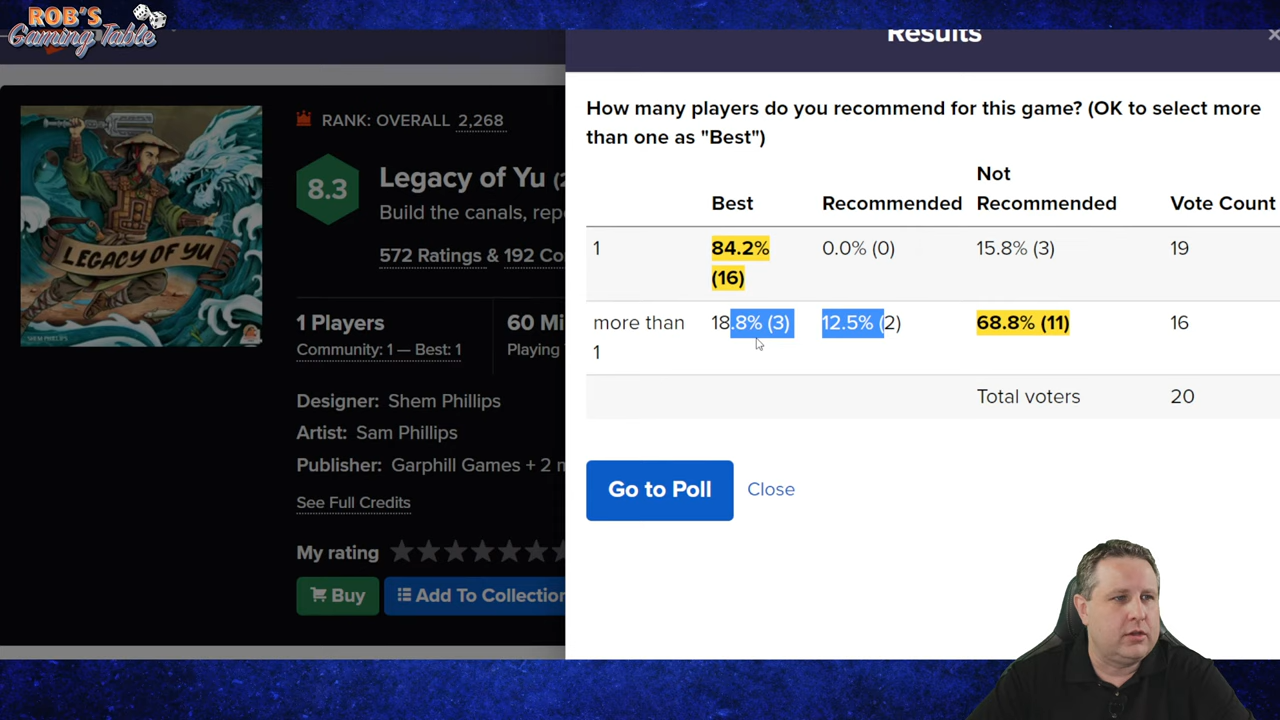 ROB'S
Gaming Table
Results
×
RANK: OVERALL 2,268
8.3
Legacy of Yu
Build the canals, rep
572 Ratings & 192 Co
1 Players
Community: 1 — Best: 1
60 Mi
Playing
Designer: Shem Phillips
Artist: Sam Phillips
Publisher: Garphill Games + 2 m
See Full Credits
My rating
Buy
Add To Collection
LEGACY OF YU
SHEM PHILLIPS
How many players do you recommend for this game? (OK to select more
than one as "Best")
Best Recommended Not Recommended Vote Count
1 84.2% (16) 0.0% (0) 15.8% (3) 19
more than 1 18.8% (3) 12.5% (2) 68.8% (11) 16
Total voters 20
Go to Poll Close